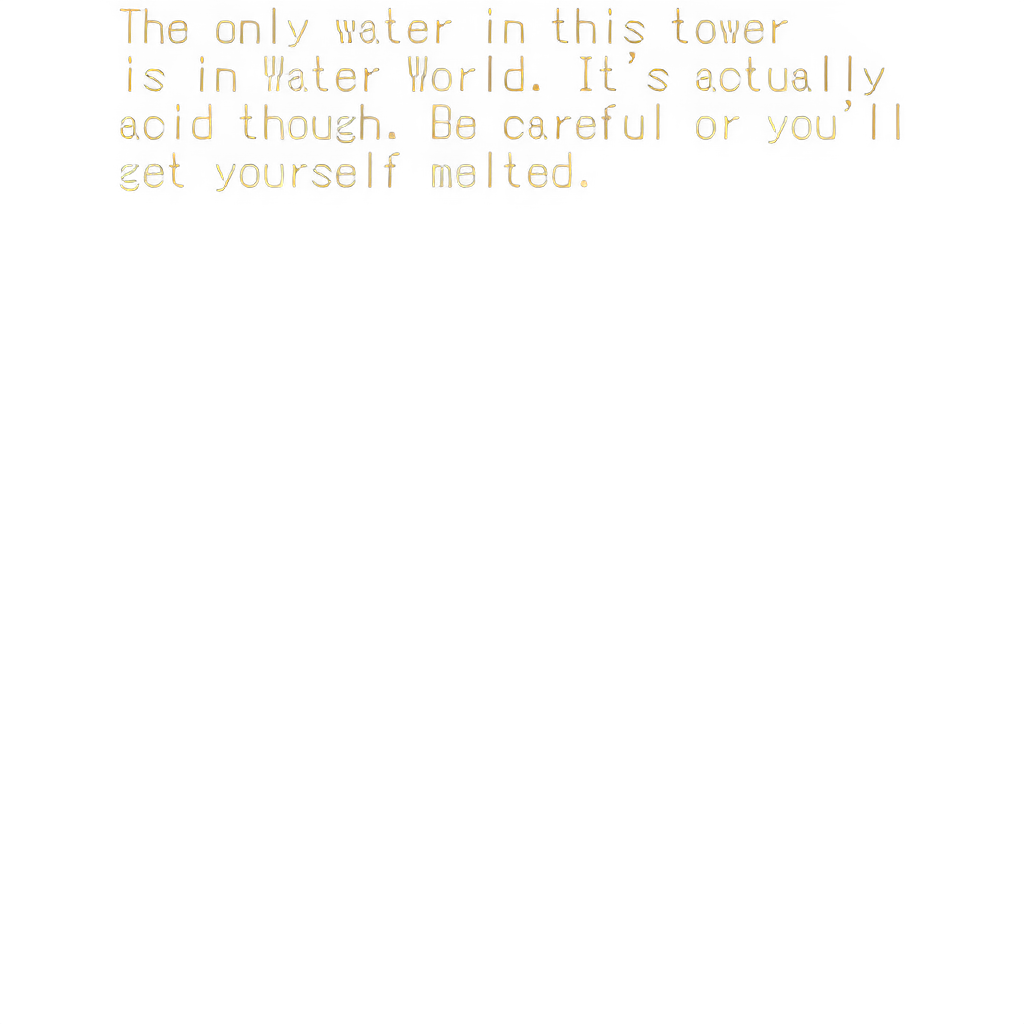 The only water in this tower
is in Water World. It's actually
acid though. Be careful or you'll
get yourself melted.